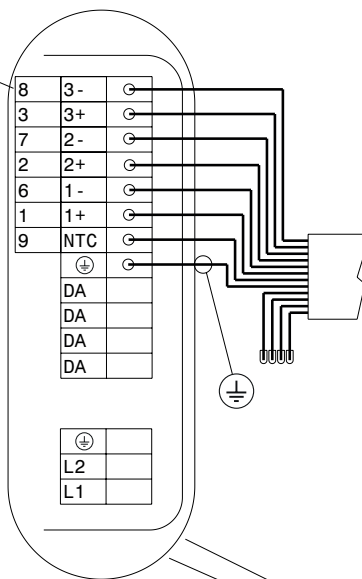 8 3-
3 3+
7 2-
2 2+
6 1-
1 1+
9 NTC
DA
DA
DA
DA
L2
L1